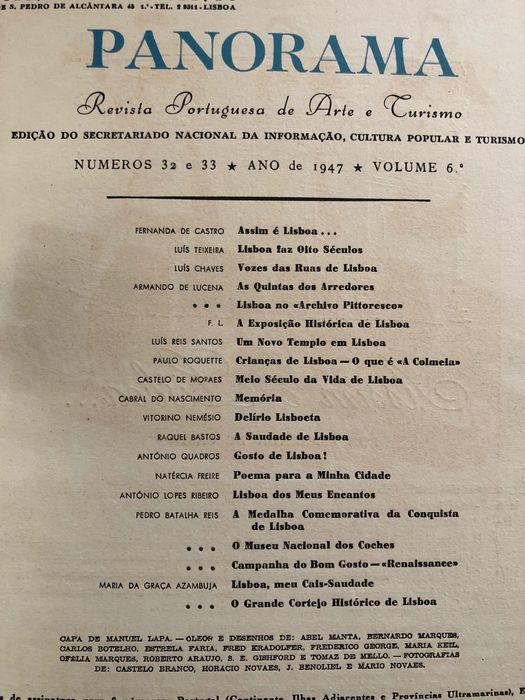 E S. PEDRO DE ALCÂNTARA 45 1.º-TEL. 2 9311-LISBOA
PANORAMA
Revista Portuguesa de Arte e Turismo
EDIÇÃO DO SECRETARIADO NACIONAL DA INFORMAÇÃO, CULTURA POPULAR E TURISMO
NUMEROS 32 e 33 ★ ANO de 1947 ★ VOLUME 6.º
FERNANDA DE CASTRO Assim é Lisboa . . .
LUÍS TEIXEIRA Lisboa faz Oito Séculos
LUÍS CHAVES Vozes das Ruas de Lisboa
ARMANDO DE LUCENA As Quintas dos Arredores
• • • Lisboa no «Archivo Pittoresco»
F. L. A Exposição Histórica de Lisboa
LUÍS REIS SANTOS Um Novo Templo em Lisboa
PAULO ROQUETTE Crianças de Lisboa — O que é «A Colmeia»
CASTELO DE MORAES Meio Século da Vida de Lisboa
CABRAL DO NASCIMENTO Memória
VITORINO NEMÉSIO Delírio Lisboeta
RAQUEL BASTOS A Saudade de Lisboa
ANTÓNIO QUADROS Gosto de Lisboa!
NATÉRCIA FREIRE Poema para a Minha Cidade
ANTÓNIO LOPES RIBEIRO Lisboa dos Meus Encantos
PEDRO BATALHA REIS A Medalha Comemorativa da Conquista
de Lisboa
• • • O Museu Nacional dos Coches
• • • Campanha do Bom Gosto — «Renaissance»
MARIA DA GRAÇA AZAMBUJA Lisboa, meu Cais-Saudade
• • • O Grande Cortejo Histórico de Lisboa
CAPA DE MANUEL LAPA. — OLEOS E DESENHOS DE: ABEL MANTA, BERNARDO MARQUES,
CARLOS BOTELHO, ESTRELA FARIA, FRED KRADOLFER, FREDERICO GEORGE, MARIA KEIL,
OFÉLIA MARQUES, ROBERTO ARAUJO, S. E. GISHFORD E TOMAZ DE MELLO. — FOTOGRAFIAS
DE: CASTELO BRANCO, HORACIO NOVAES, J. BENOLIEL E MARIO NOVAES.
Portugal (Continente, Ilhas Adjacentes e Províncias Ultramarinas), E